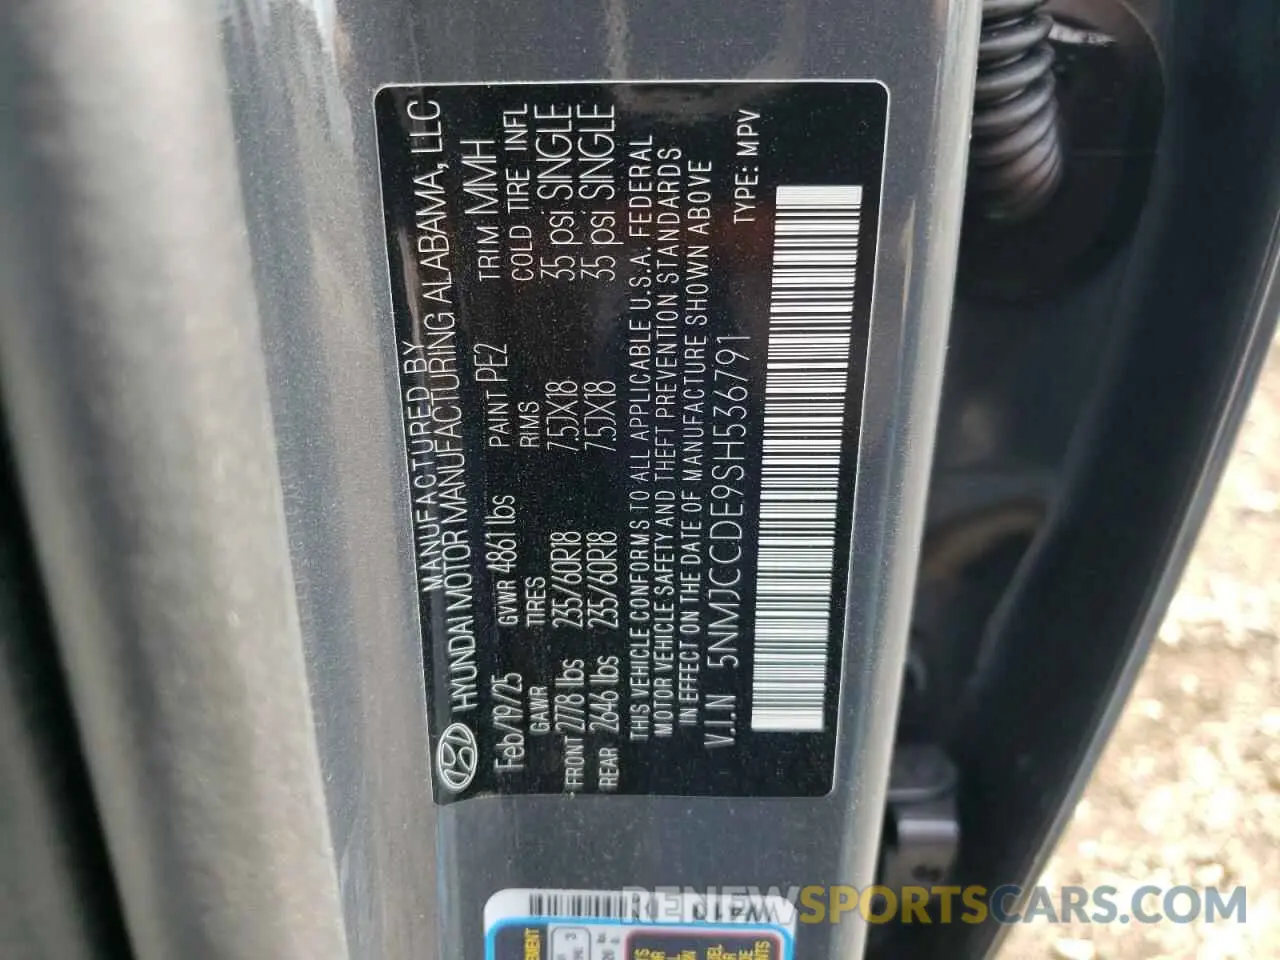 MANUFACTURED BY
HYUNDAI MOTOR MANUFACTURING ALABAMA, LLC
Feb/19/25 GVWR 4861 lbs PAINT PE2 TRIM MMH
GAWR TIRES RIMS COLD TIRE INFL
FRONT 2778 lbs 235/60R18 7.5JX18 35 psi SINGLE
REAR 2646 lbs 235/60R18 7.5JX18 35 psi SINGLE
THIS VEHICLE CONFORMS TO ALL APPLICABLE U.S.A. FEDERAL
MOTOR VEHICLE SAFETY AND THEFT PREVENTION STANDARDS
IN EFFECT ON THE DATE OF MANUFACTURE SHOWN ABOVE
V.I.N 5NMJCCDE9SH536791 TYPE: MPV
RENEWSPORTSCARS.COM